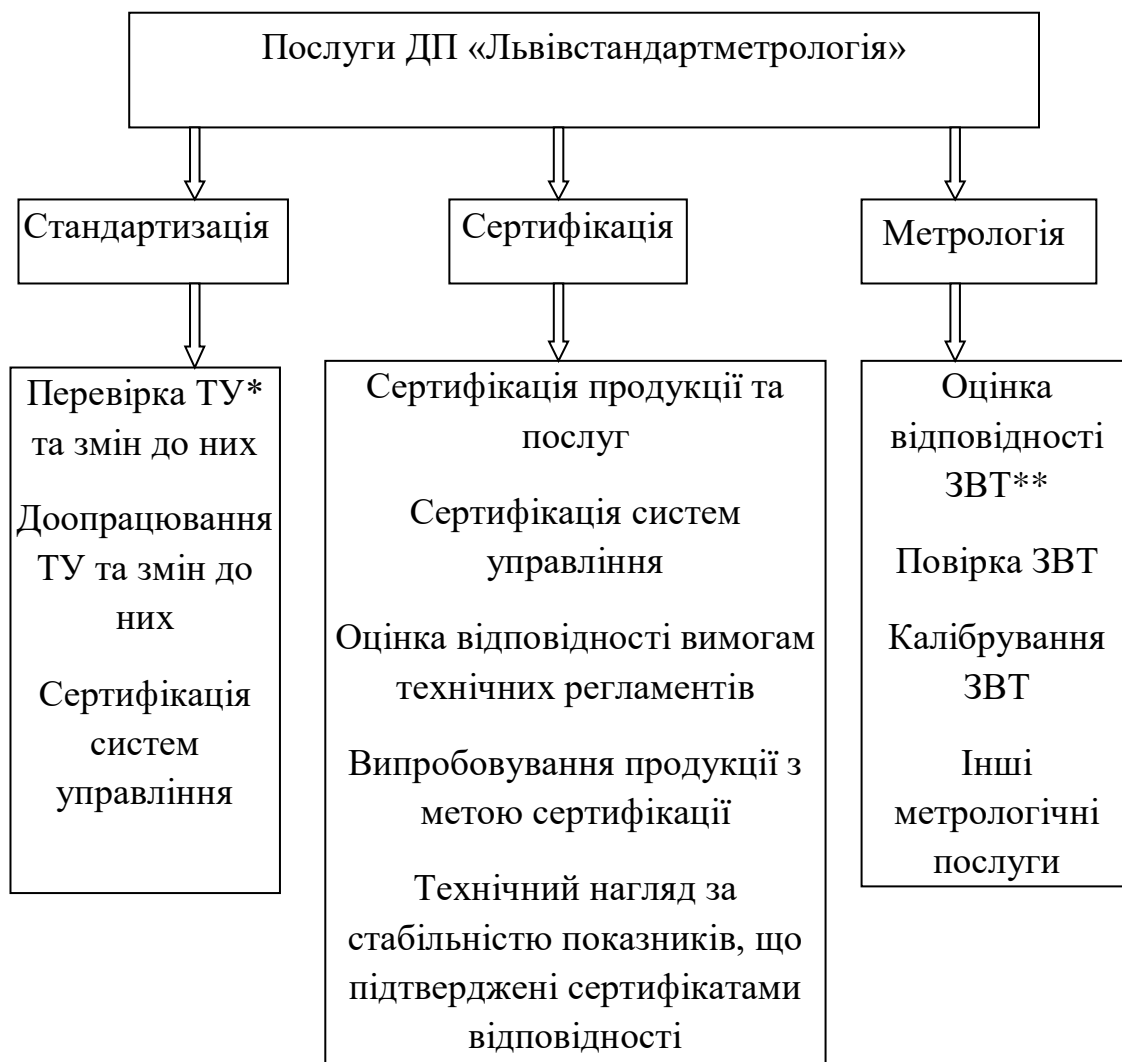 Послуги ДП «Львівстандартметрологія»
Стандартизація
Сертифікація
Метрологія
Перевірка ТУ*
та змін до них
Доопрацювання
ТУ та змін до
них
Сертифікація
систем
управління
Сертифікація продукції та
послуг
Сертифікація систем
управління
Оцінка відповідності вимогам
технічних регламентів
Випробовування продукції з
метою сертифікації
Технічний нагляд за
стабільністю показників, що
підтверджені сертифікатами
відповідності
Оцінка
відповідності
ЗВТ**
Повірка ЗВТ
Калібрування
ЗВТ
Інші
метрологічні
послуги